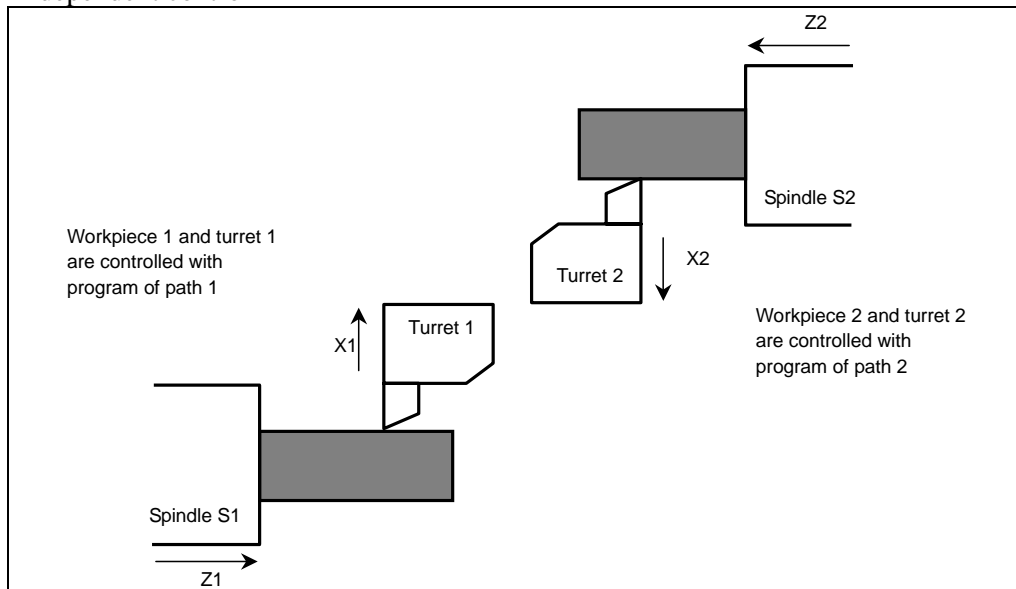 Z2
Spindle S2
Workpiece 1 and turret 1
are controlled with
program of path 1
Turret 2
X2
Turret 1
X1
Workpiece 2 and turret 2
are controlled with
program of path 2
Spindle S1
Z1